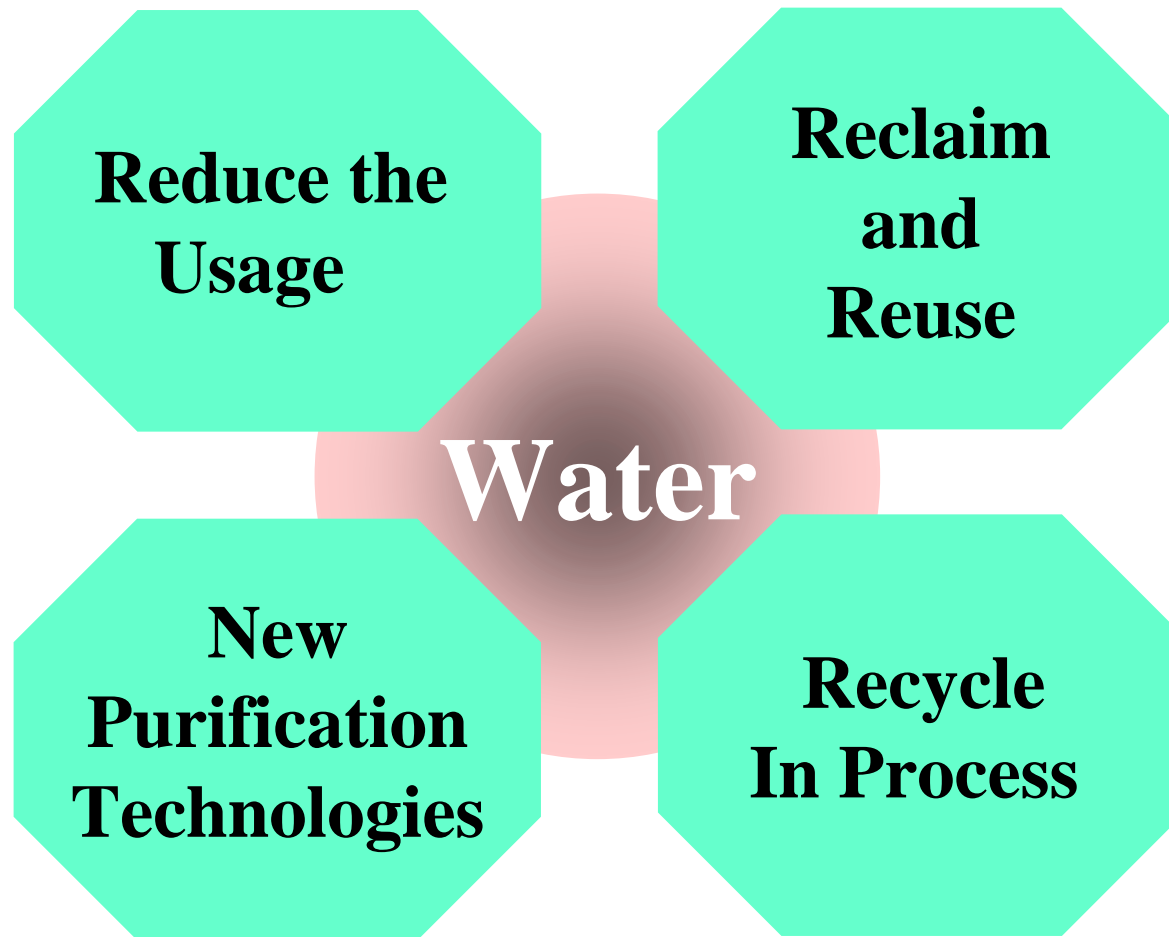 Reduce the
Usage
Reclaim
and
Reuse
Water
New
Purification
Technologies
Recycle
In Process